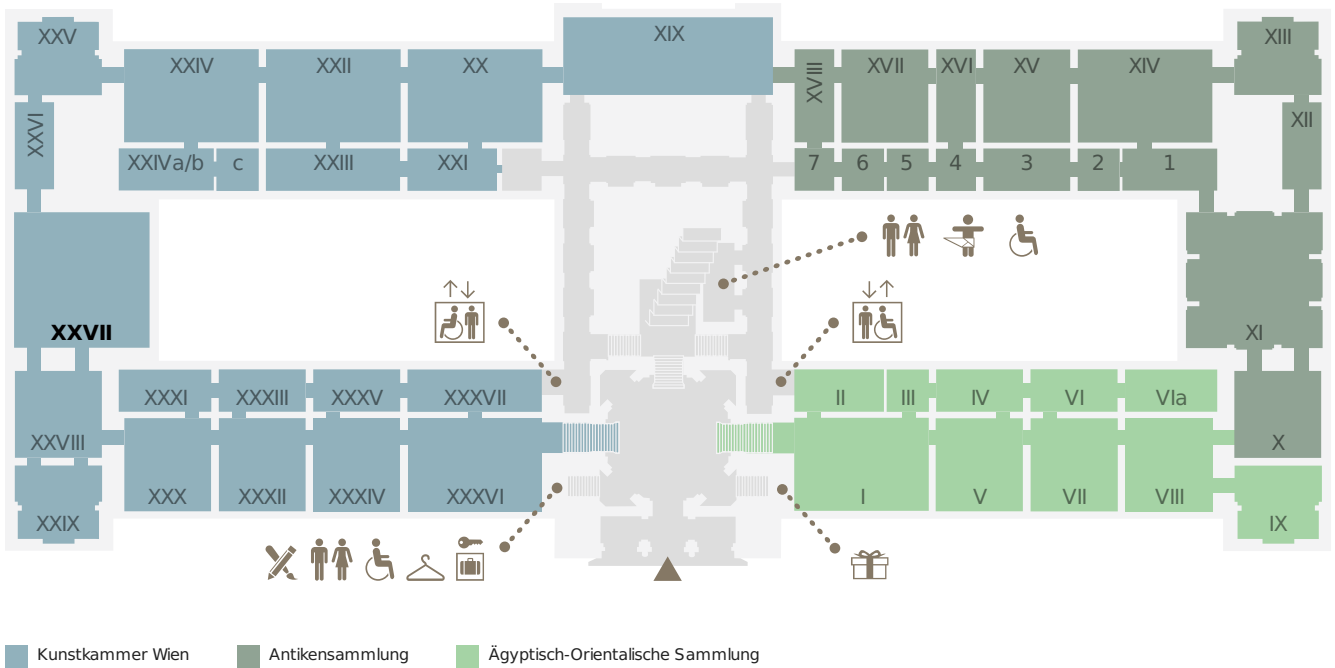 XXV
XXIV
XXII
XX
XIX
XVIII
XVII
XVI
XV
XIV
XIII
XXVI
XII
XXIVa/b
c
XXIII
XXI
7
6
5
4
3
2
1
XXVII
XI
XXXI
XXXIII
XXXV
XXXVII
II
III
IV
VI
VIa
XXVIII
X
XXX
XXXII
XXXIV
XXXVI
I
V
VII
VIII
XXIX
IX
Kunstkammer Wien
Antikensammlung
Ägyptisch-Orientalische Sammlung